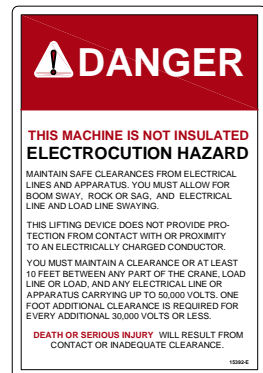 DANGER
THIS MACHINE IS NOT INSULATED
ELECTROCUTION HAZARD
MAINTAIN SAFE CLEARANCES FROM ELECTRICAL
LINES AND APPARATUS. YOU MUST ALLOW FOR
BOOM SWAY, ROCK OR SAG, AND ELECTRICAL
LINE AND LOAD LINE SWAYING.
THIS LIFTING DEVICE DOES NOT PROVIDE PRO-
TECTION FROM CONTACT WITH OR PROXIMITY
TO AN ELECTRICALLY CHARGED CONDUCTOR.
YOU MUST MAINTAIN A CLEARANCE OR AT LEAST
10 FEET BETWEEN ANY PART OF THE CRANE, LOAD
LINE OR LOAD, AND ANY ELECTRICAL LINE OR
APPARATUS CARRYING UP TO 50,000 VOLTS. ONE
FOOT ADDITIONAL CLEARANCE IS REQUIRED FOR
EVERY ADDITIONAL 30,000 VOLTS OR LESS.
DEATH OR SERIOUS INJURY WILL RESULT FROM
CONTACT OR INADEQUATE CLEARANCE.
15392-E